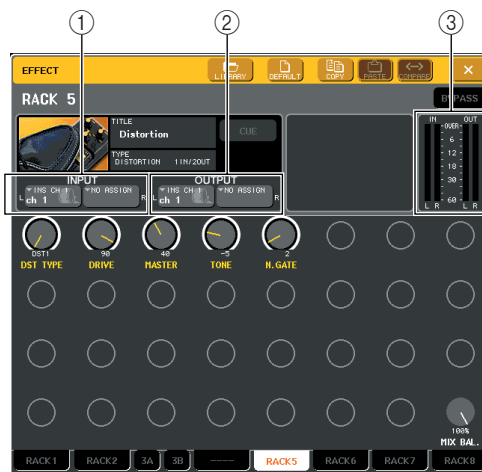 ① ② ③
EFFECT LIBRARY DEFAULT COPY PASTE COMPARE ×
RACK 5 BYPASS
TITLE
Distortion
CUE
TYPE
DISTORTION 1IN/2OUT
IN OUT
OVER
6
12
18
30
60
L R L R
INPUT OUTPUT
L INS CH 1 NO ASSIGN R L INS CH 1 NO ASSIGN R
ch 1 ch 1
DST1 90 40 -5 2
DST TYPE DRIVE MASTER TONE N.GATE
100%
MIX BAL.
RACK1 RACK2 3A 3B ---- RACK5 RACK6 RACK7 RACK8